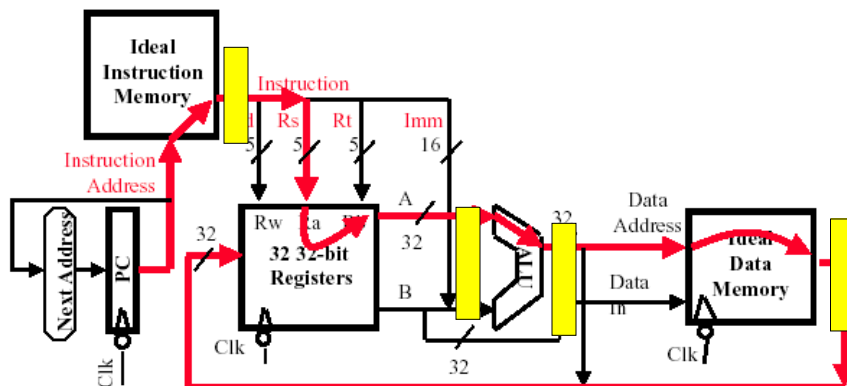 Ideal
Instruction
Memory
Instruction
d Rs Rt Imm
5 5 5 16
Instruction
Address
Next Address
PC
Clk
32
Rw Ra
32 32-bit
Registers
Clk
A
32
B
32
ALU
32
Data
Address
Data
In
Ideal
Data
Memory
Clk